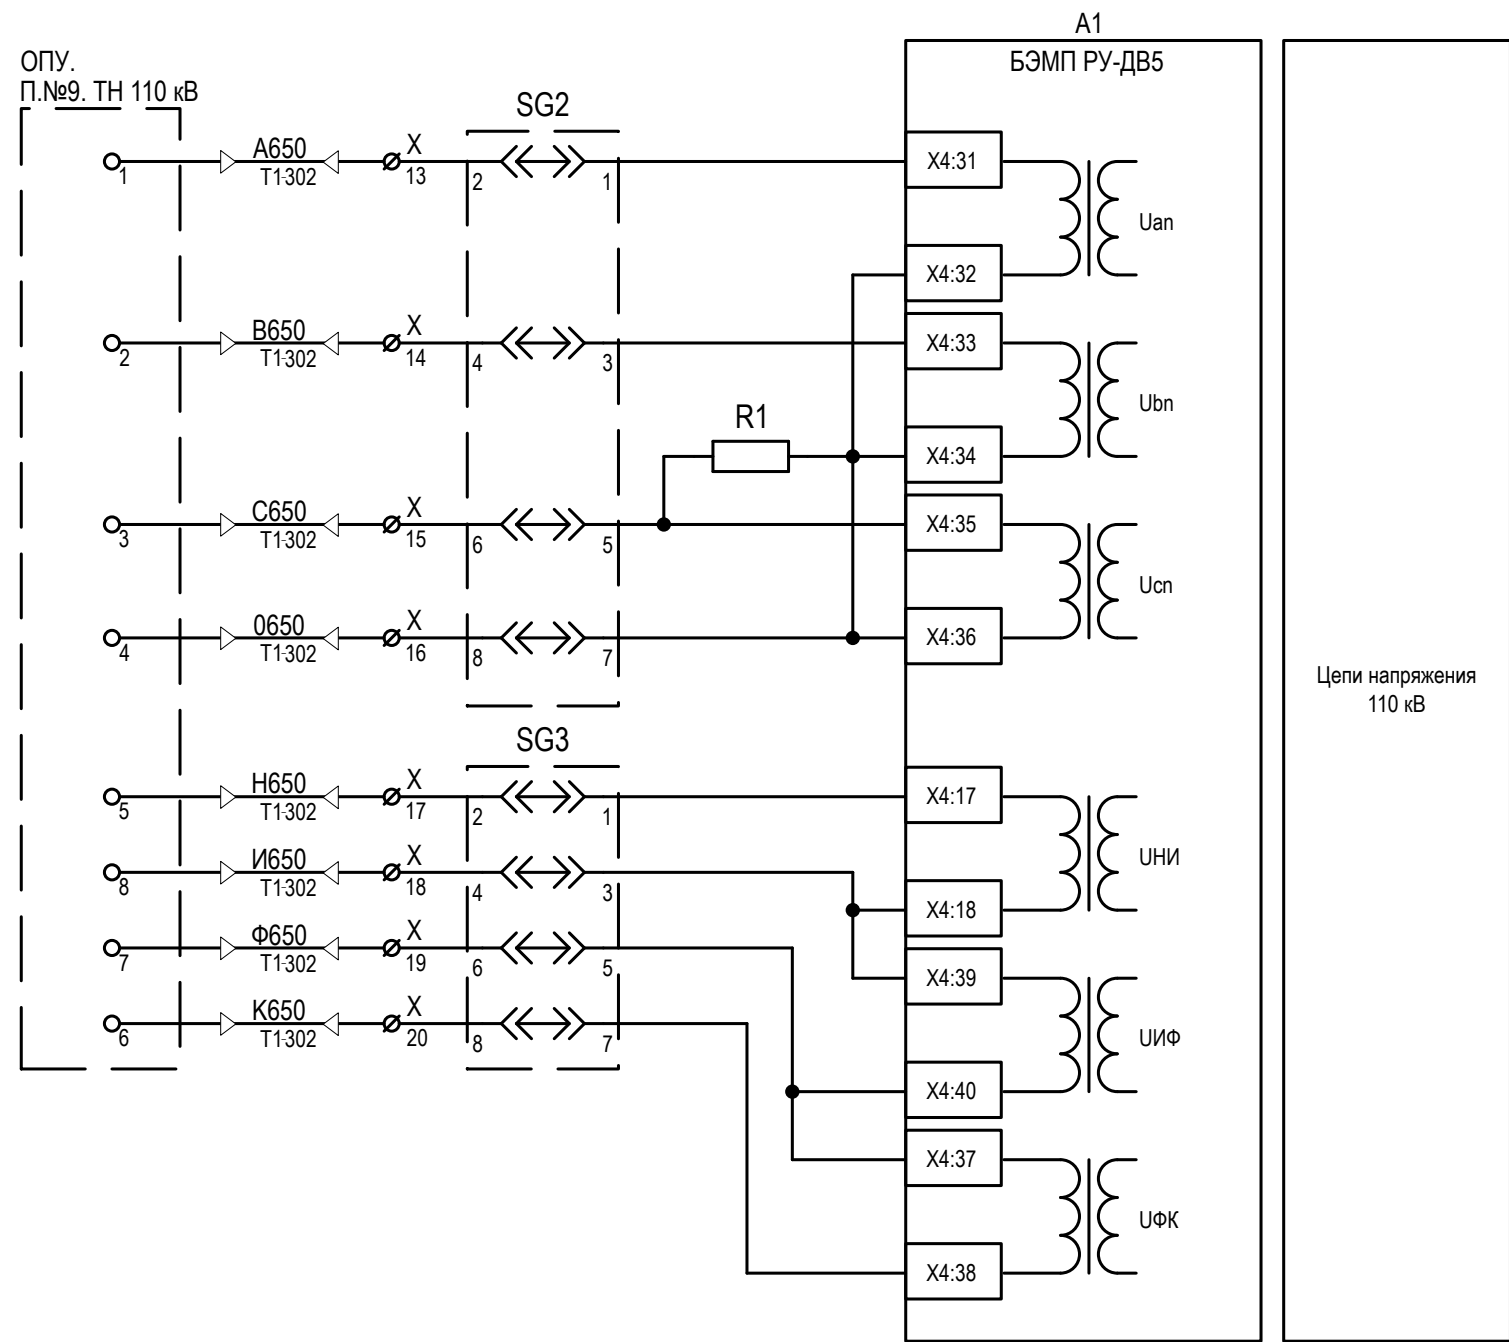 ОПУ.
П.№9. ТН 110 кВ
SG2
A1
БЭМП РУ-ДВ5
1
A650
T1-302
X
13
2
1
X4:31
Uan
X4:32
2
B650
T1-302
X
14
4
3
X4:33
Ubn
R1
X4:34
3
C650
T1-302
X
15
6
5
X4:35
Ucn
4
0650
T1-302
X
16
8
7
X4:36
Цепи напряжения
110 кВ
SG3
5
Н650
T1-302
X
17
2
1
X4:17
UНИ
8
И650
T1-302
X
18
4
3
X4:18
7
Ф650
T1-302
X
19
6
5
X4:39
UИФ
6
К650
T1-302
X
20
8
7
X4:40
X4:37
UФК
X4:38